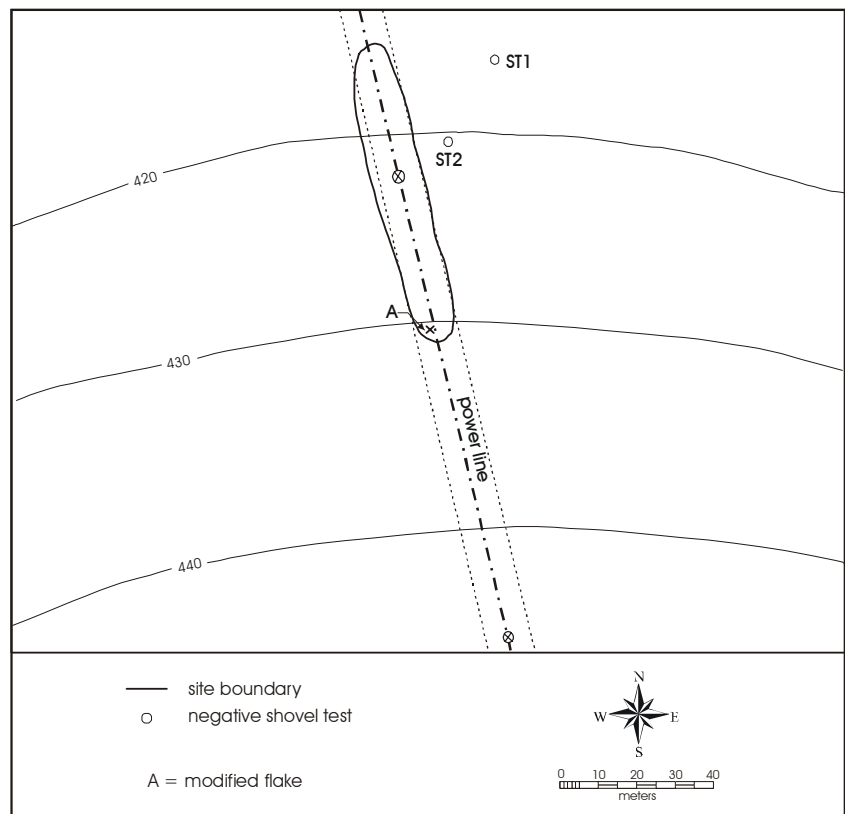 ST1
ST2
420
A
430
power line
440
site boundary
negative shovel test
A = modified flake
N
W E
S
0 10 20 30 40
meters